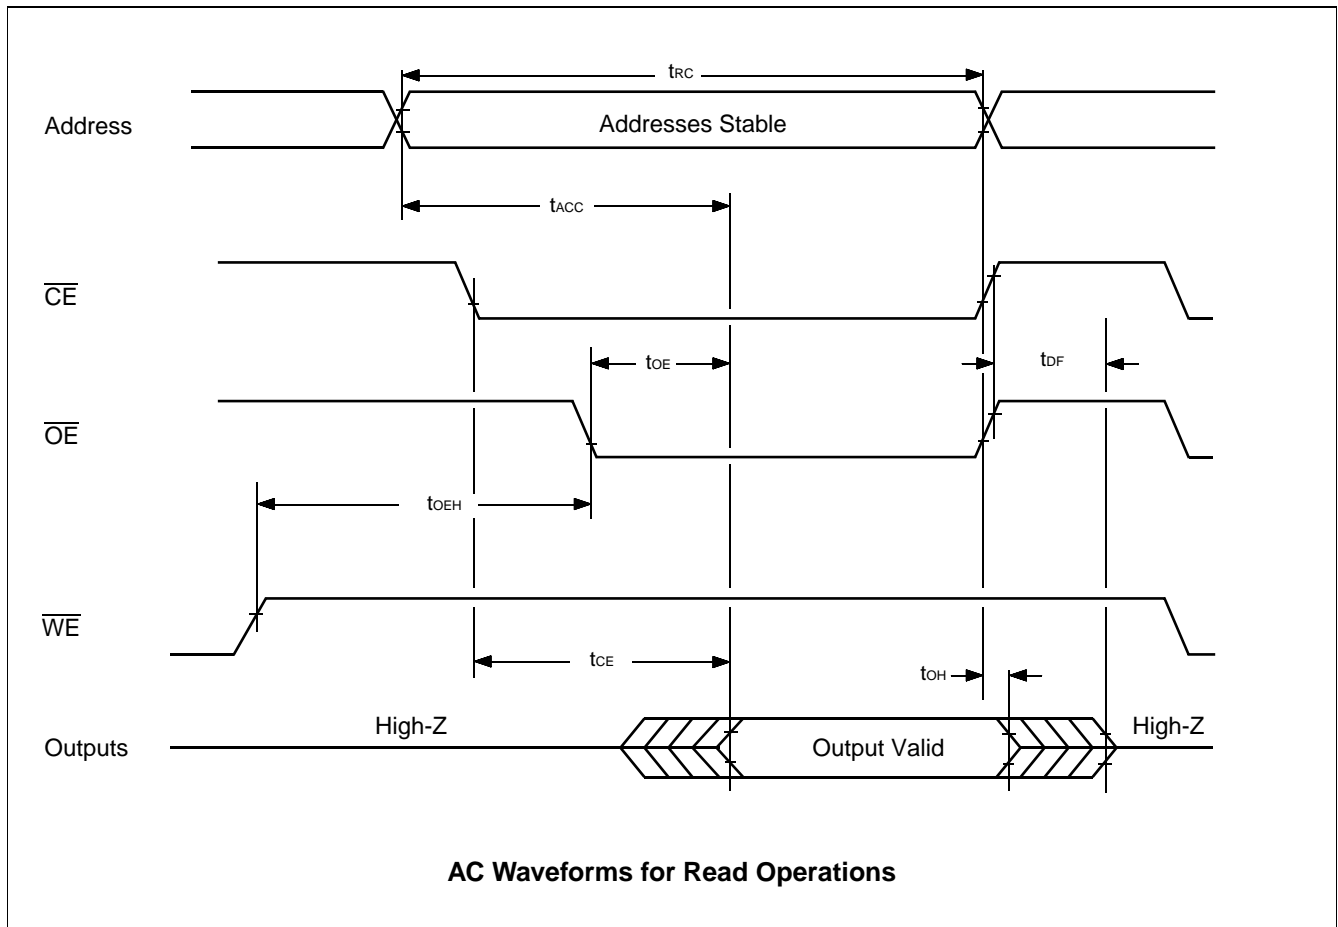 tRC
Address
Addresses Stable
tACC
CE
tOE
tDF
OE
tOEH
WE
tCE
tOH
High-Z
High-Z
Outputs
Output Valid
AC Waveforms for Read Operations